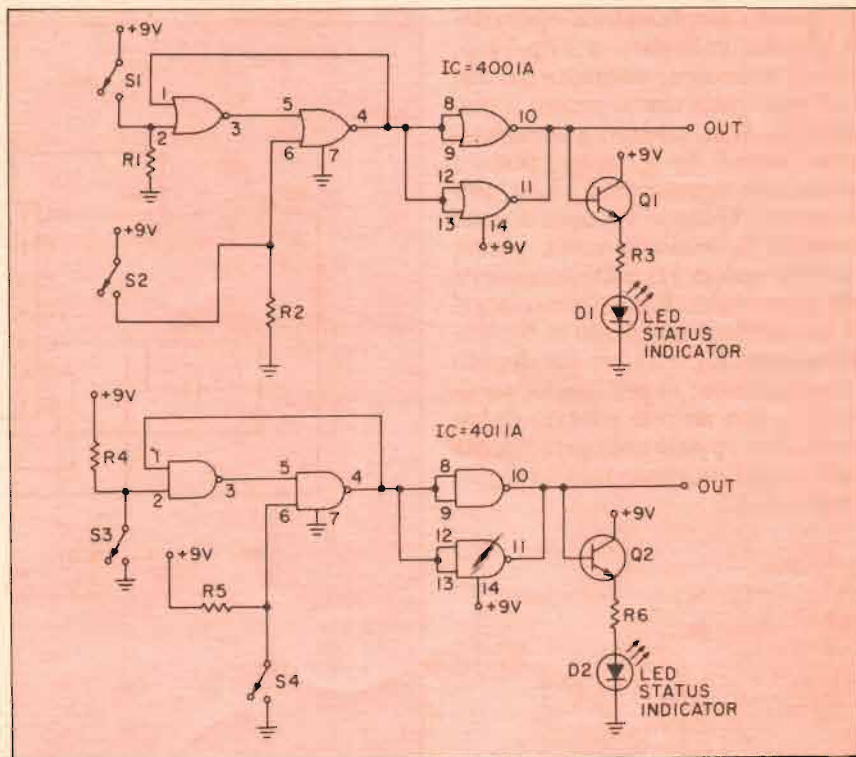 +9V
S1
1
2
3
R1
5
6
4
7
IC=4001A
8
9
10
12
13
11
14
+9V
OUT
+9V
Q1
R3
D1
LED
STATUS
INDICATOR
+9V
S2
R2
+9V
R4
1
2
3
S3
+9V
R5
5
6
4
7
S4
IC=4011A
8
9
10
12
13
11
14
+9V
OUT
+9V
Q2
R6
D2
LED
STATUS
INDICATOR